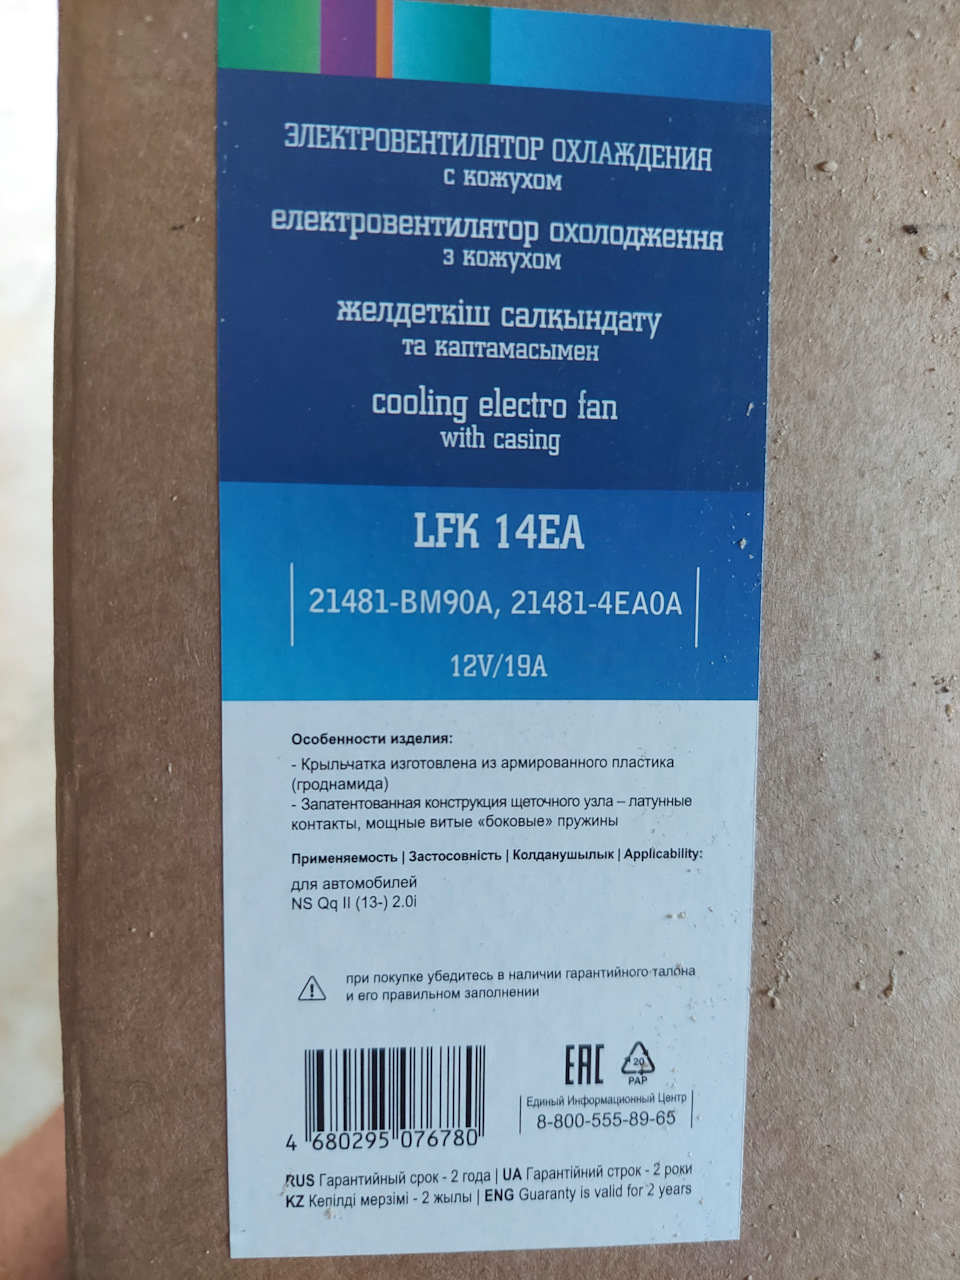 ЭЛЕКТРОВЕНТИЛЯТОР ОХЛАЖДЕНИЯ
с кожухом
електровентилятор охолодження
з кожухом
желдеткіш салқындату
та каптамасымен
cooling electro fan
with casing
LFK 14EA
21481-BM90A, 21481-4EA0A
12V/19A
Особенности изделия:
- Крыльчатка изготовлена из армированного пластика
(гроднамида)
- Запатентованная конструкция щеточного узла – латунные
контакты, мощные витые «боковые» пружины
Применяемость | Застосовність | Колданушылык | Applicability:
для автомобилей
NS Qq II (13-) 2.0i
при покупке убедитесь в наличии гарантийного талона
и его правильном заполнении
EAC
20
PAP
Единый Информационный Центр
8-800-555-89-65
4 680295 076780
RUS Гарантийный срок - 2 года | UA Гарантійний строк - 2 роки
KZ Кепілді мерзімі - 2 жылы | ENG Guaranty is valid for 2 years